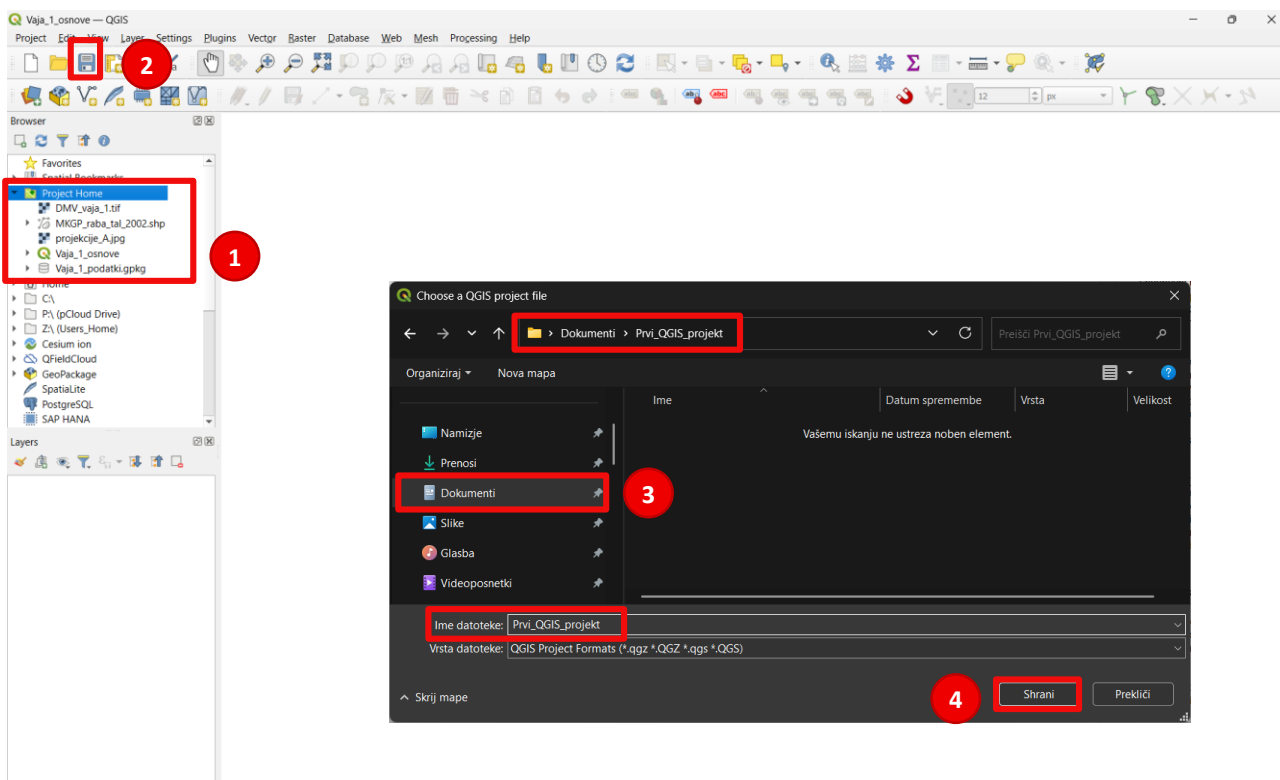 Vaja_1_osnove — QGIS
Project Edit View Layer Settings Plugins Vector Raster Database Web Mesh Processing Help
2
12 px
Browser
Favorites
Spatial Bookmarks
Project Home
DMV_vaja_1.tif
MKGP_raba_tal_2002.shp
projekcije_A.jpg
Vaja_1_osnove
Vaja_1_podatki.gpkg
1
Home
C:\
P:\ (pCloud Drive)
Z:\ (Users_Home)
Cesium ion
QFieldCloud
GeoPackage
SpatiaLite
PostgreSQL
SAP HANA
Layers
Choose a QGIS project file
Dokumenti Prvi_QGIS_projekt
Preišči Prvi_QGIS_projekt
Organiziraj Nova mapa
Ime Datum spremembe Vrsta Velikost
Vašemu iskanju ne ustreza noben element.
Namizje
Prenosi
Dokumenti
3
Slike
Glasba
Videoposnetki
Ime datoteke: Prvi_QGIS_projekt
Vrsta datoteke: QGIS Project Formats (*.qgz *.QGZ *.qgs *.QGS)
Skrij mape
4
Shrani Prekliči